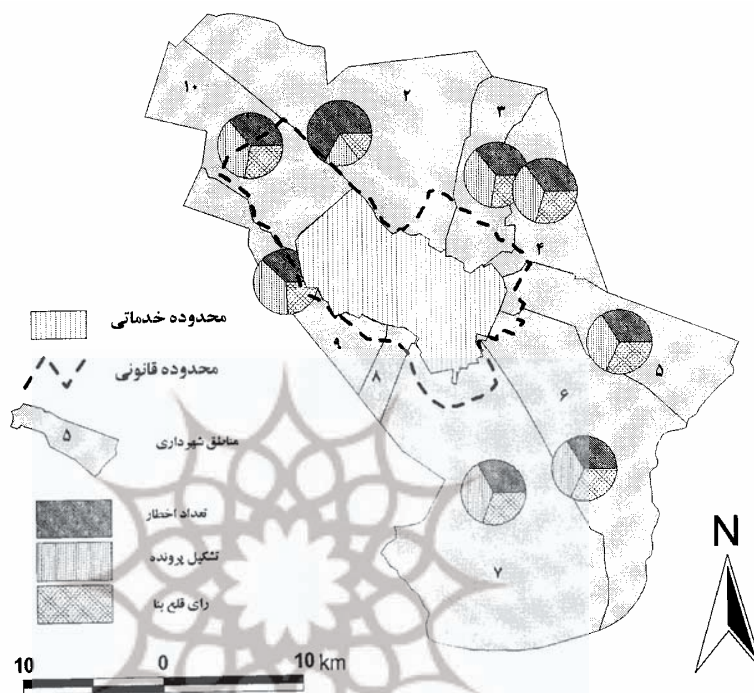 ۱۰
۲
۳
۴
۵
۶
۷
۸
۹
محدوده خدماتی
محدوده قانونی
۵
مناطق شهرداری
تعداد اخطار
تشکیل پرونده
رای قلع بنا
10 0 10 km
N